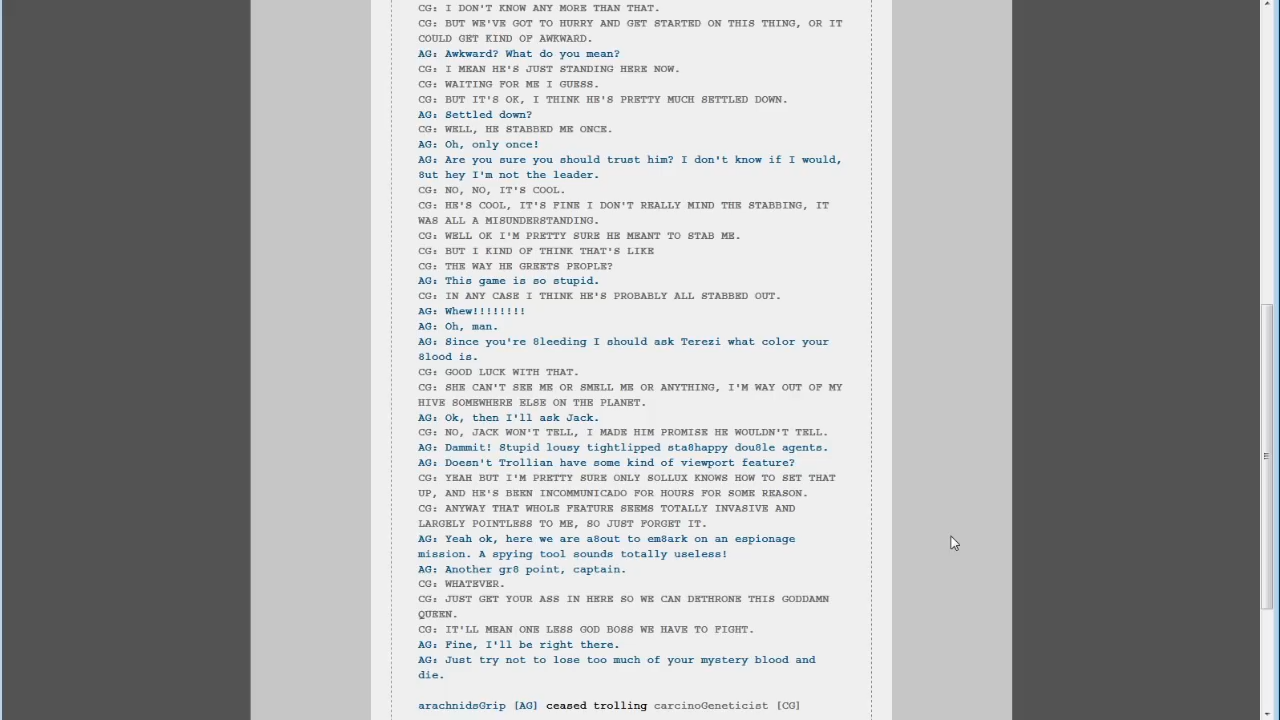 CG: I DON'T KNOW ANY MORE THAN THAT.
CG: BUT WE'VE GOT TO HURRY AND GET STARTED ON THIS THING, OR IT
COULD GET KIND OF AWKWARD.
AG: Awkward? What do you mean?
CG: I MEAN HE'S JUST STANDING HERE NOW.
CG: WAITING FOR ME I GUESS.
CG: BUT IT'S OK, I THINK HE'S PRETTY MUCH SETTLED DOWN.
AG: Settled down?
CG: WELL, HE STABBED ME ONCE.
AG: Oh, only once!
AG: Are you sure you should trust him? I don't know if I would,
8ut hey I'm not the leader.
CG: NO, NO, IT'S COOL.
CG: HE'S COOL, IT'S FINE I DON'T REALLY MIND THE STABBING, IT
WAS ALL A MISUNDERSTANDING.
CG: WELL OK I'M PRETTY SURE HE MEANT TO STAB ME.
CG: BUT I KIND OF THINK THAT'S LIKE
CG: THE WAY HE GREETS PEOPLE?
AG: This game is so stupid.
CG: IN ANY CASE I THINK HE'S PROBABLY ALL STABBED OUT.
AG: Whew!!!!!!!!
AG: Oh, man.
AG: Since you're 8leeding I should ask Terezi what color your
8lood is.
CG: GOOD LUCK WITH THAT.
CG: SHE CAN'T SEE ME OR SMELL ME OR ANYTHING, I'M WAY OUT OF MY
HIVE SOMEWHERE ELSE ON THE PLANET.
AG: Ok, then I'll ask Jack.
CG: NO, JACK WON'T TELL, I MADE HIM PROMISE HE WOULDN'T TELL.
AG: Dammit! Stupid lousy tightlipped sta8happy dou8le agents.
AG: Doesn't Trollian have some kind of viewport feature?
CG: YEAH BUT I'M PRETTY SURE ONLY SOLLUX KNOWS HOW TO SET THAT
UP, AND HE'S BEEN INCOMMUNICADO FOR HOURS FOR SOME REASON.
CG: ANYWAY THAT WHOLE FEATURE SEEMS TOTALLY INVASIVE AND
LARGELY POINTLESS TO ME, SO JUST FORGET IT.
AG: Yeah ok, here we are a8out to em8ark on an espionage
mission. A spying tool sounds totally useless!
AG: Another gr8 point, captain.
CG: WHATEVER.
CG: JUST GET YOUR ASS IN HERE SO WE CAN DETHRONE THIS GODDAMN
QUEEN.
CG: IT'LL MEAN ONE LESS GOD BOSS WE HAVE TO FIGHT.
AG: Fine, I'll be right there.
AG: Just try not to lose too much of your mystery blood and
die.
arachnidsGrip [AG] ceased trolling carcinoGeneticist [CG]